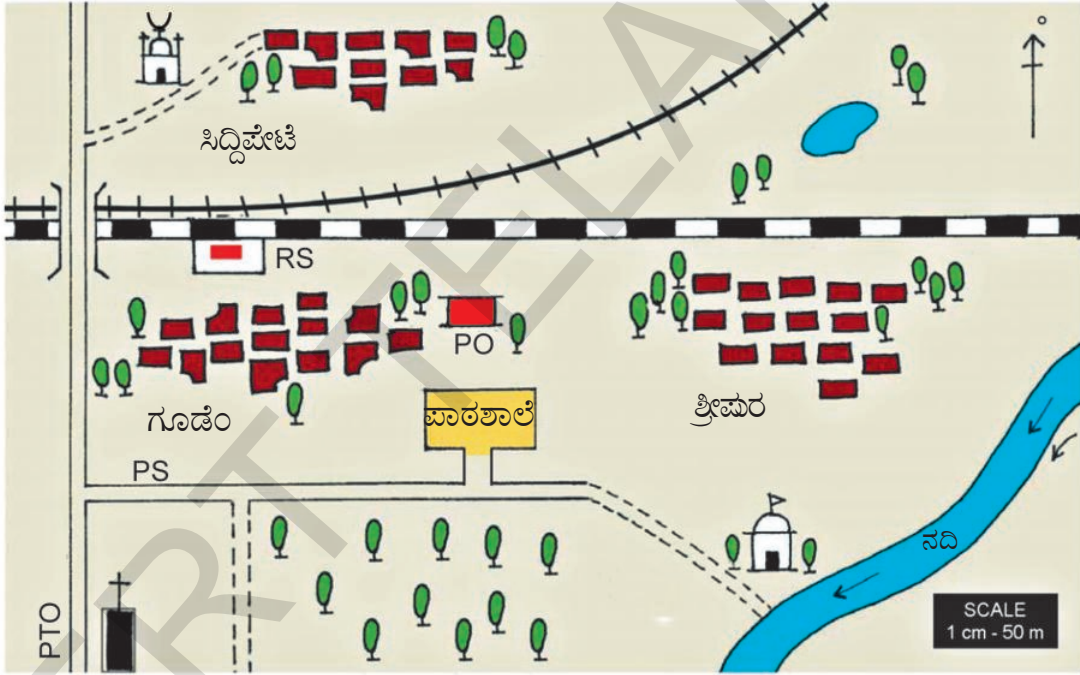 ಸಿದ್ದಿಪೇಟೆ
RS
PO
ಗೂಡೆಂ
ಪಾಠಶಾಲೆ
ಶ್ರೀಪುರ
PS
ನದಿ
PTO
SCALE
1 cm - 50 m